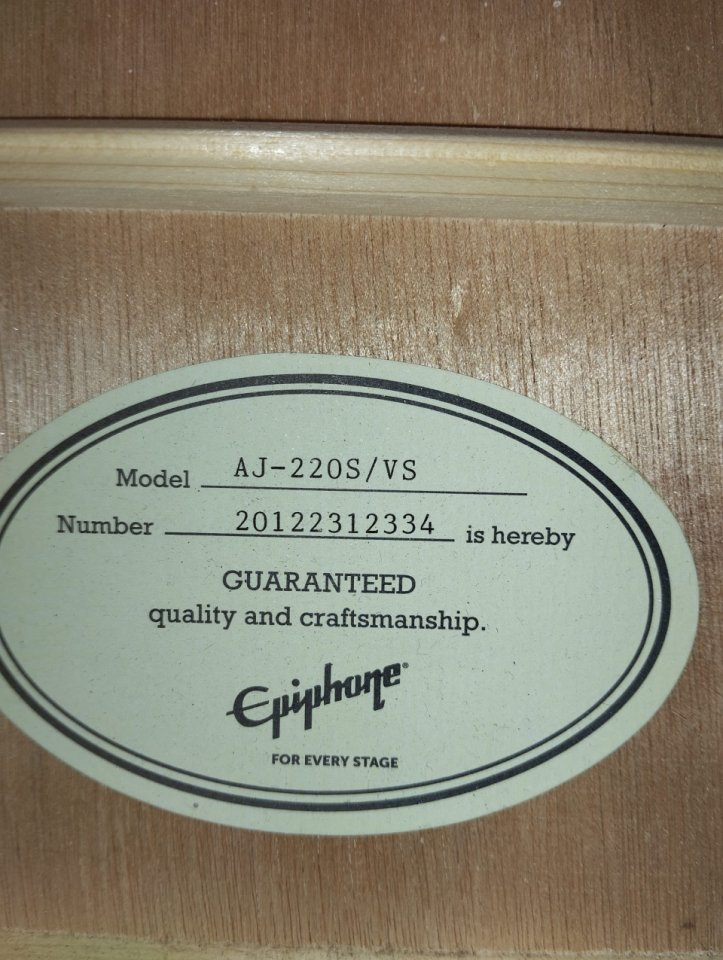 Model AJ-220S/VS
Number 20122312334 is hereby
GUARANTEED
quality and craftsmanship.
Epiphone®
FOR EVERY STAGE